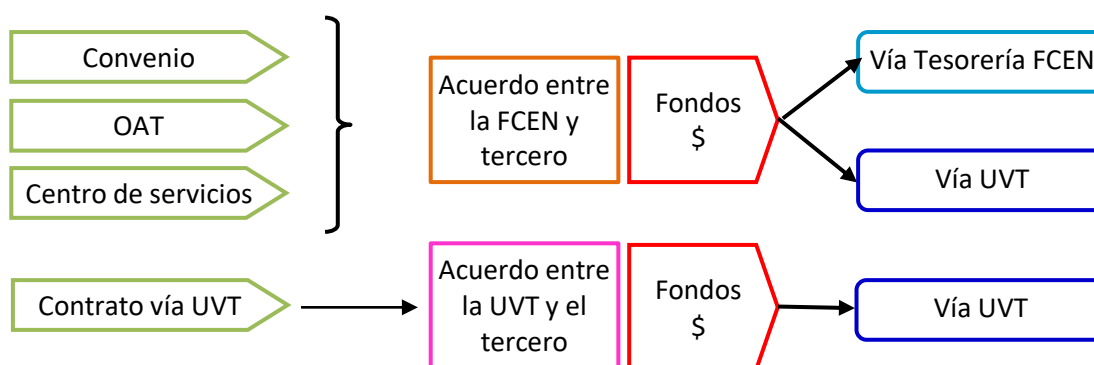 Convenio
OAT
Centro de servicios
Acuerdo entre
la FCEN y
tercero
Fondos
$
Vía Tesorería FCEN
Vía UVT
Contrato vía UVT
Acuerdo entre
la UVT y el
tercero
Fondos
$
Vía UVT